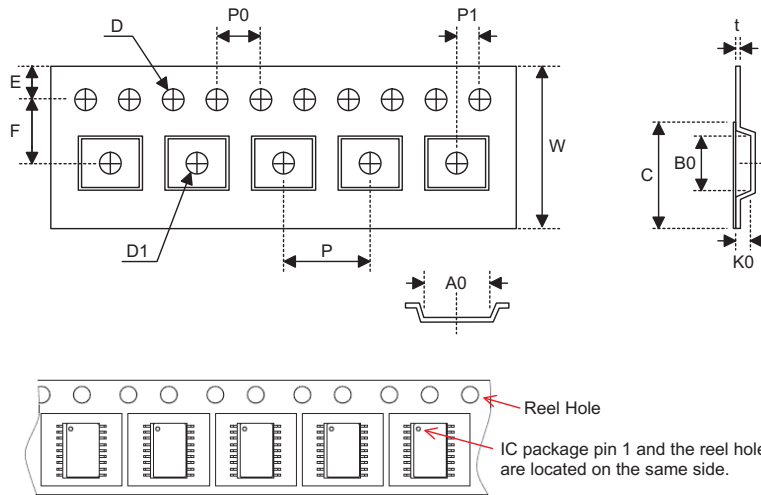 P0
P1
t
D
E
F
W
B0
C
D1
P
K0
A0
Reel Hole
IC package pin 1 and the reel hole
are located on the same side.